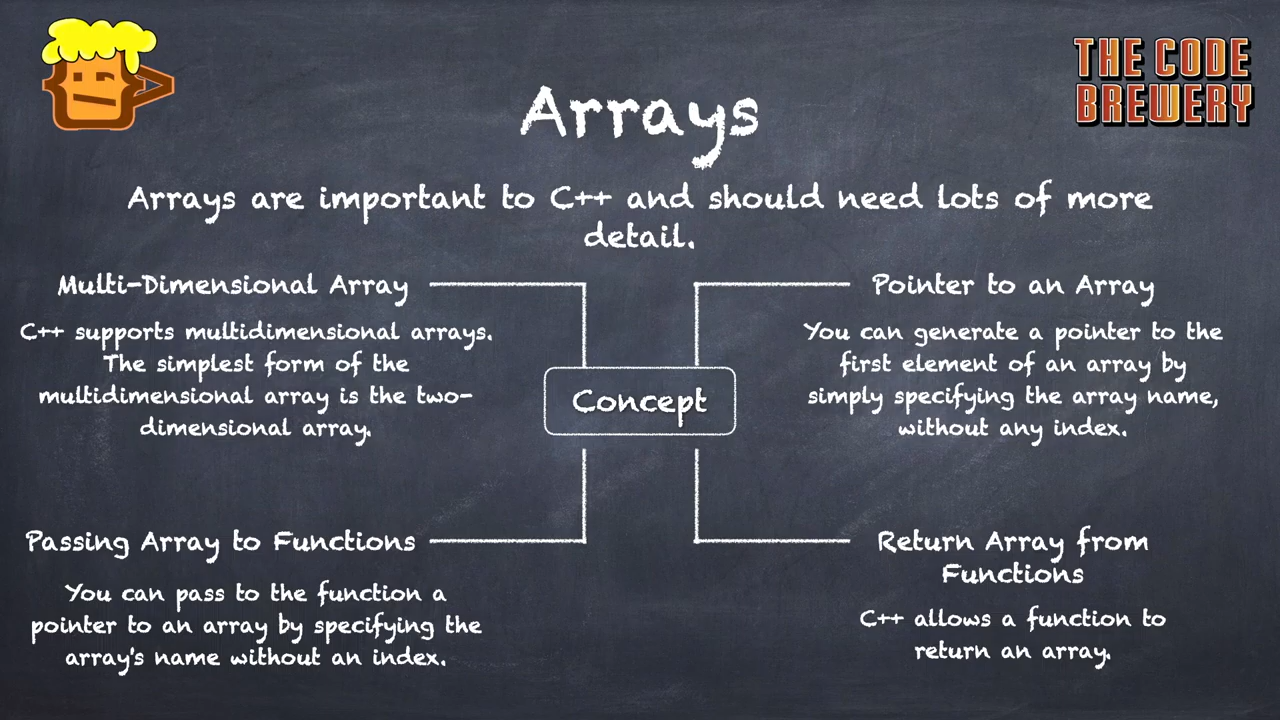 THE CODE
BREWERY
Arrays
Arrays are important to C++ and should need lots of more
detail.
Multi-Dimensional Array
C++ supports multidimensional arrays.
The simplest form of the
multidimensional array is the two-
dimensional array.
Pointer to an Array
You can generate a pointer to the
first element of an array by
simply specifying the array name,
without any index.
Concept
Passing Array to Functions
You can pass to the function a
pointer to an array by specifying the
array's name without an index.
Return Array from
Functions
C++ allows a function to
return an array.